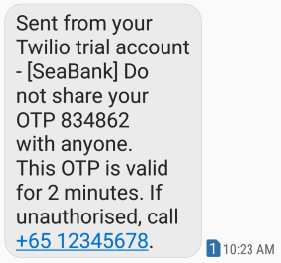 Sent from your
Twilio trial account
- [SeaBank] Do
not share your
OTP 834862
with anyone.
This OTP is valid
for 2 minutes. If
unauthorised, call
+65 12345678.
1 10:23 AM